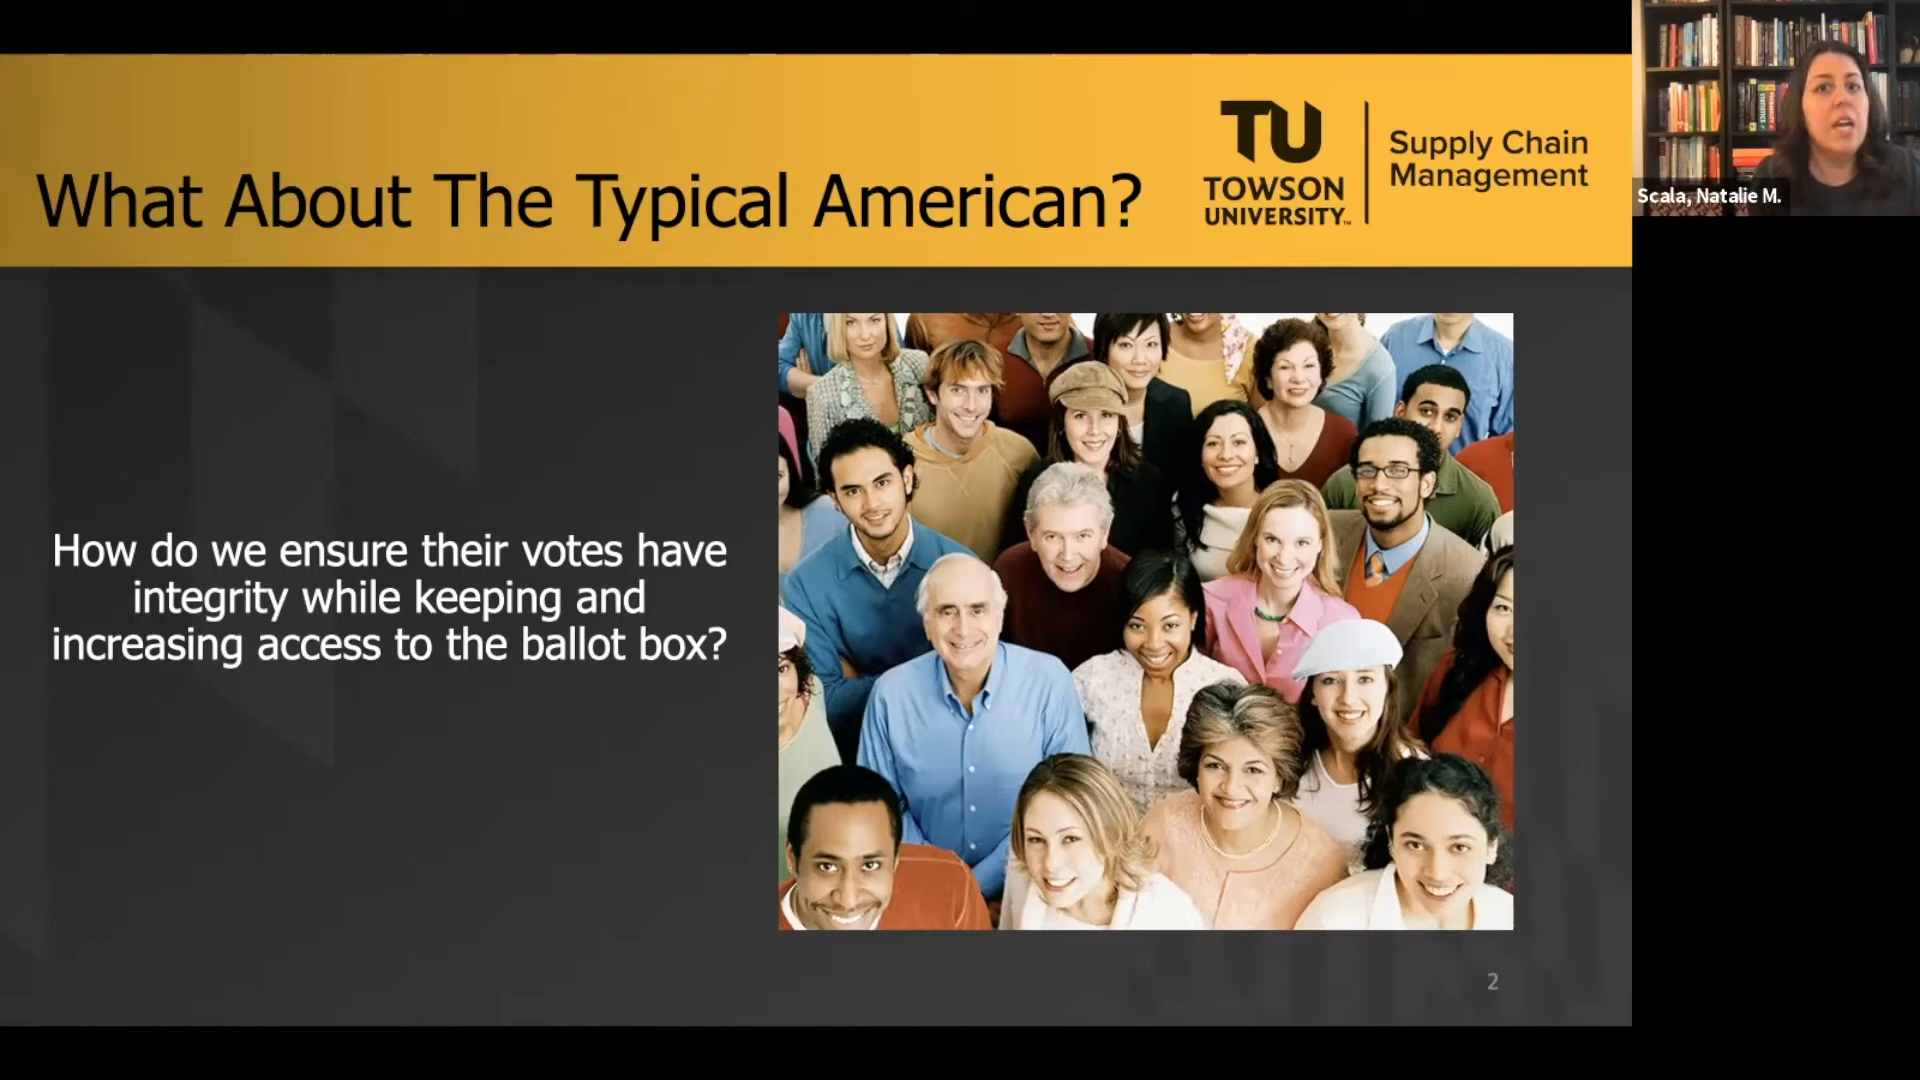 What About The Typical American?
TU
TOWSON
UNIVERSITY™
Supply Chain
Management
How do we ensure their votes have
integrity while keeping and
increasing access to the ballot box?
2
Scala, Natalie M.